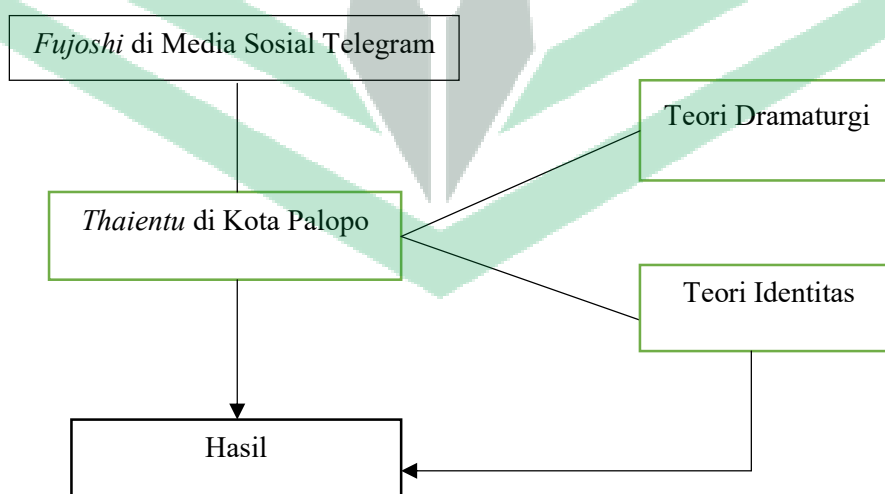 Fujoshi di Media Sosial Telegram
Teori Dramaturgi
Thaientu di Kota Palopo
Teori Identitas
Hasil